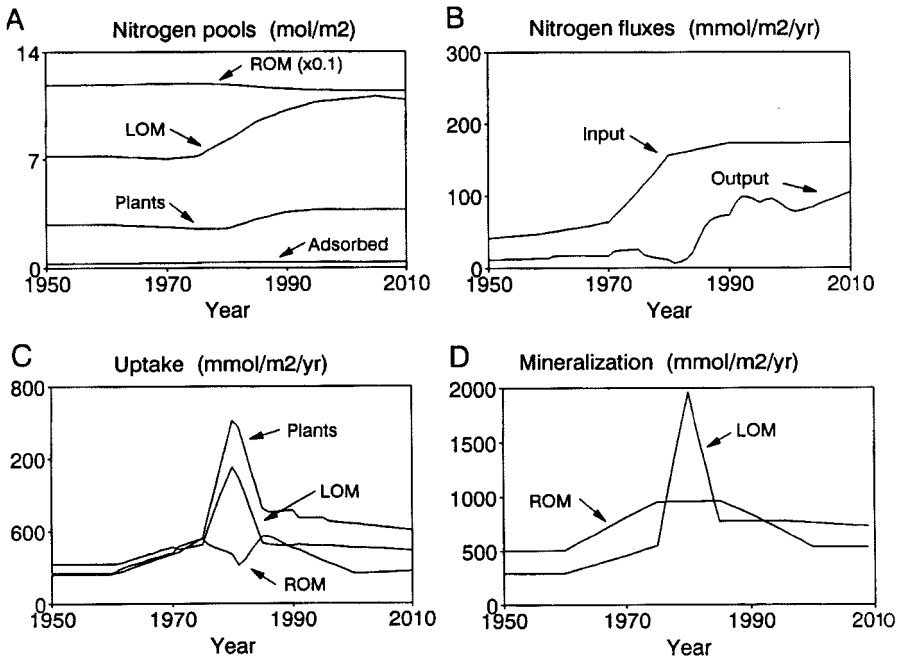 A
Nitrogen pools (mol/m2)
14
7
0
ROM (x0.1)
LOM
Plants
Adsorbed
1950 1970 1990 2010
Year
B
Nitrogen fluxes (mmol/m2/yr)
300
200
100
0
Input
Output
1950 1970 1990 2010
Year
C
Uptake (mmol/m2/yr)
800
200
600
0
Plants
LOM
ROM
1950 1970 1990 2010
Year
D
Mineralization (mmol/m2/yr)
2000
1500
1000
500
0
LOM
ROM
1950 1970 1990 2010
Year